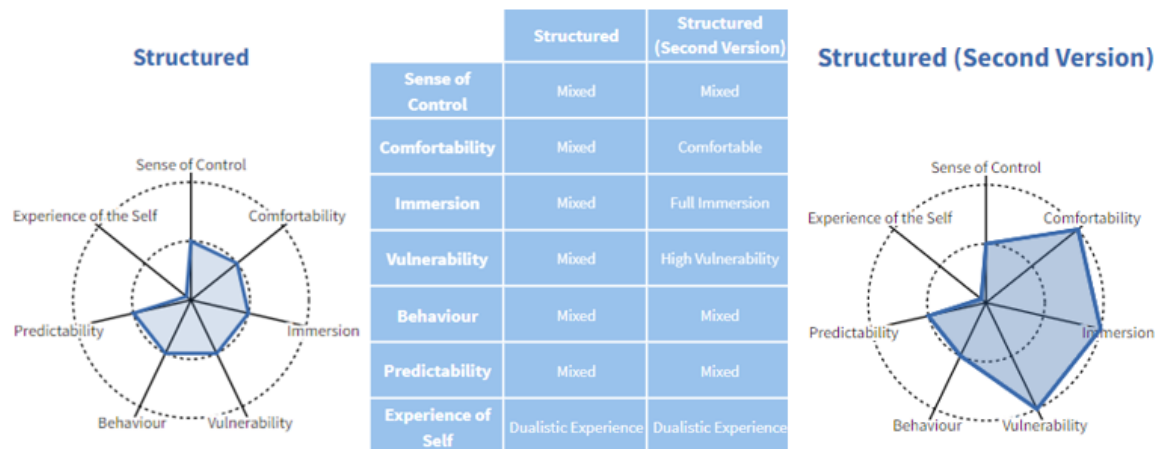 Structured
Sense of Control
Experience of the Self
Comfortability
Predictability
Immersion
Behaviour
Vulnerability
Structured
Structured
(Second Version)
Sense of
Control
Mixed
Mixed
Comfortability
Mixed
Comfortable
Immersion
Mixed
Full Immersion
Vulnerability
Mixed
High Vulnerability
Behaviour
Mixed
Mixed
Predictability
Mixed
Mixed
Experience of
Self
Dualistic Experience
Dualistic Experience
Structured (Second Version)
Sense of Control
Experience of the Self
Comfortability
Predictability
Immersion
Behaviour
Vulnerability